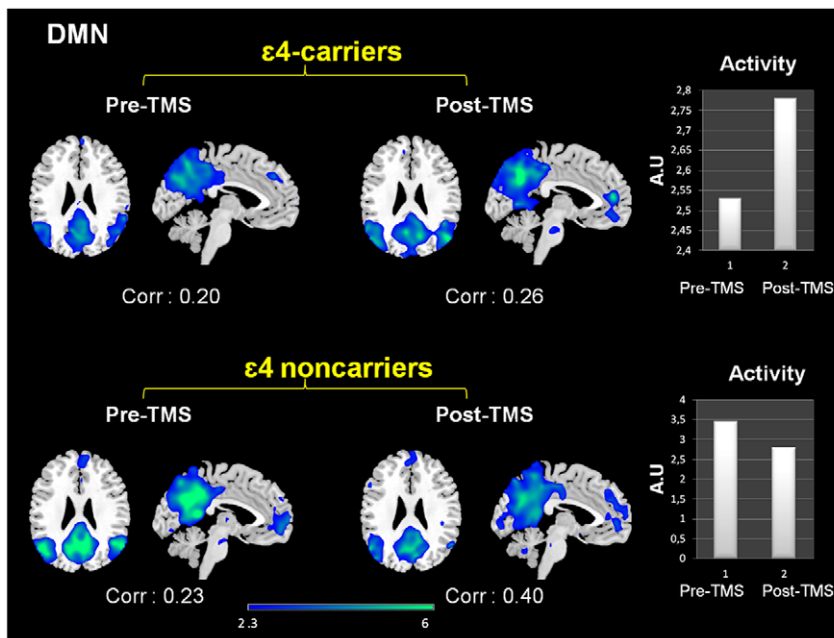 DMN
ε4-carriers
Pre-TMS
Post-TMS
Corr : 0.20
Corr : 0.26
Activity
A.U
2,8
2,75
2,7
2,65
2,6
2,55
2,5
2,45
2,4
1
2
Pre-TMS
Post-TMS
ε4 noncarriers
Pre-TMS
Post-TMS
Corr : 0.23
Corr : 0.40
2.3
6
Activity
A.U
4
3,5
3
2,5
2
1,5
1
0,5
0
1
2
Pre-TMS
Post-TMS